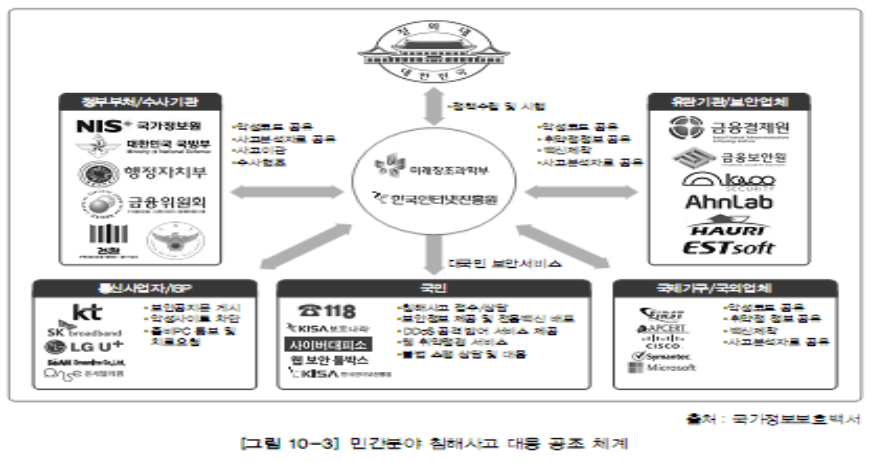 청와대
대한민국
•정책수립 및 시행
정부부처/수사기관
NIS 국가정보원
대한민국 국방부
Ministry of National Defense
행정자치부
금융위원회
검찰
•악성코드 공유
•사고분석자료 공유
•사고이관
•수사협조
미래창조과학부
한국인터넷진흥원
•악성코드 공유
•취약점정보 공유
•백신제작
•사고분석자료 공유
유관기관/보안업체
금융결제원
금융보안원
SECURITY
AhnLab
HAURI
ESTsoft
대국민 보안서비스
통신사업자/ISP
kt
SK broadband
LG U+
온세텔레콤
•보안공지문 게시
•악성사이트 차단
•좀비PC 통보 및
치료요청
국민
☎118
KISA 보호나라
사이버대피소
웹 보안 툴박스
KISA 한국인터넷진흥원
•침해사고 접수/상담
•보안정보 제공 및 전용백신 배포
•DDoS 공격 방어 서비스 제공
•웹 취약점점검 서비스
•불법 스팸 상담 및 대응
국제기구/국외업체
FIRST
APCERT
CISCO.
Symantec.
Microsoft
•악성코드 공유
•취약점 정보 공유
•백신제작
•사고분석자료 공유
출처 : 국가정보보호백서
[그림 10-3] 민간분야 침해사고 대응 공조 체계